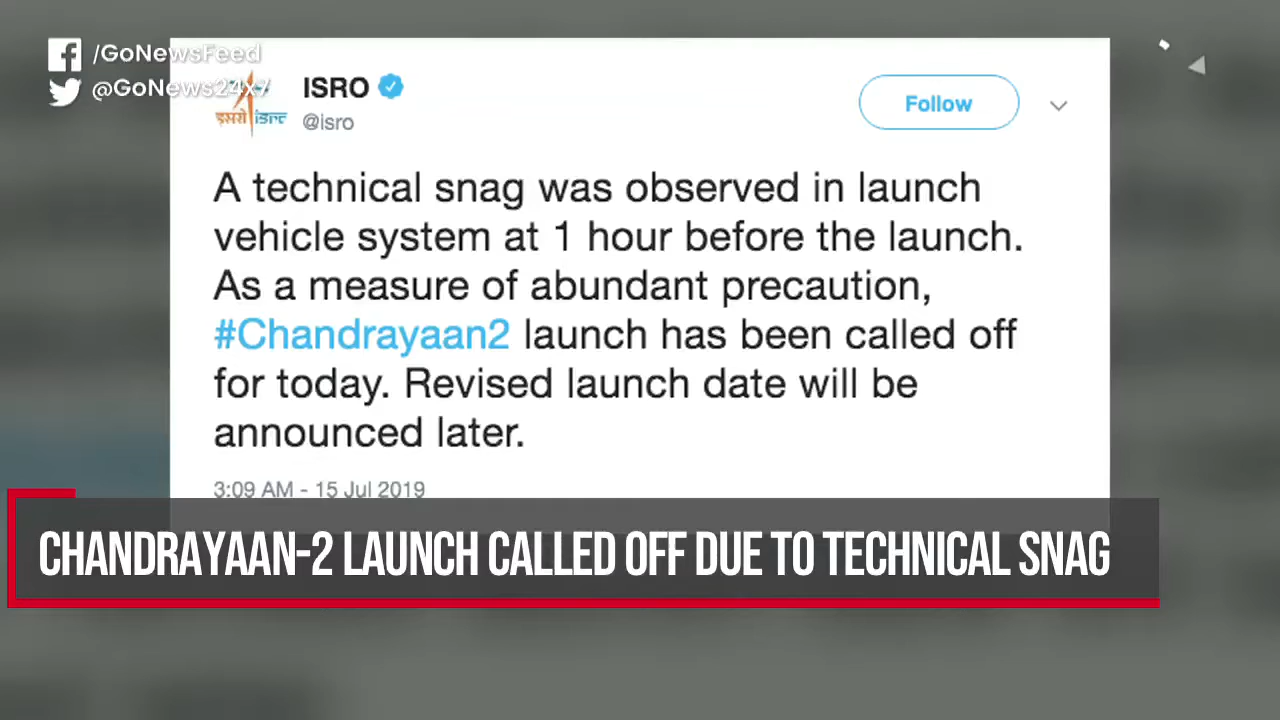 /GoNewsFeed
@GoNews24x7
इसरो isro
ISRO
@isro
Follow
A technical snag was observed in launch
vehicle system at 1 hour before the launch.
As a measure of abundant precaution,
#Chandrayaan2 launch has been called off
for today. Revised launch date will be
announced later.
3:09 AM - 15 Jul 2019
CHANDRAYAAN-2 LAUNCH CALLED OFF DUE TO TECHNICAL SNAG